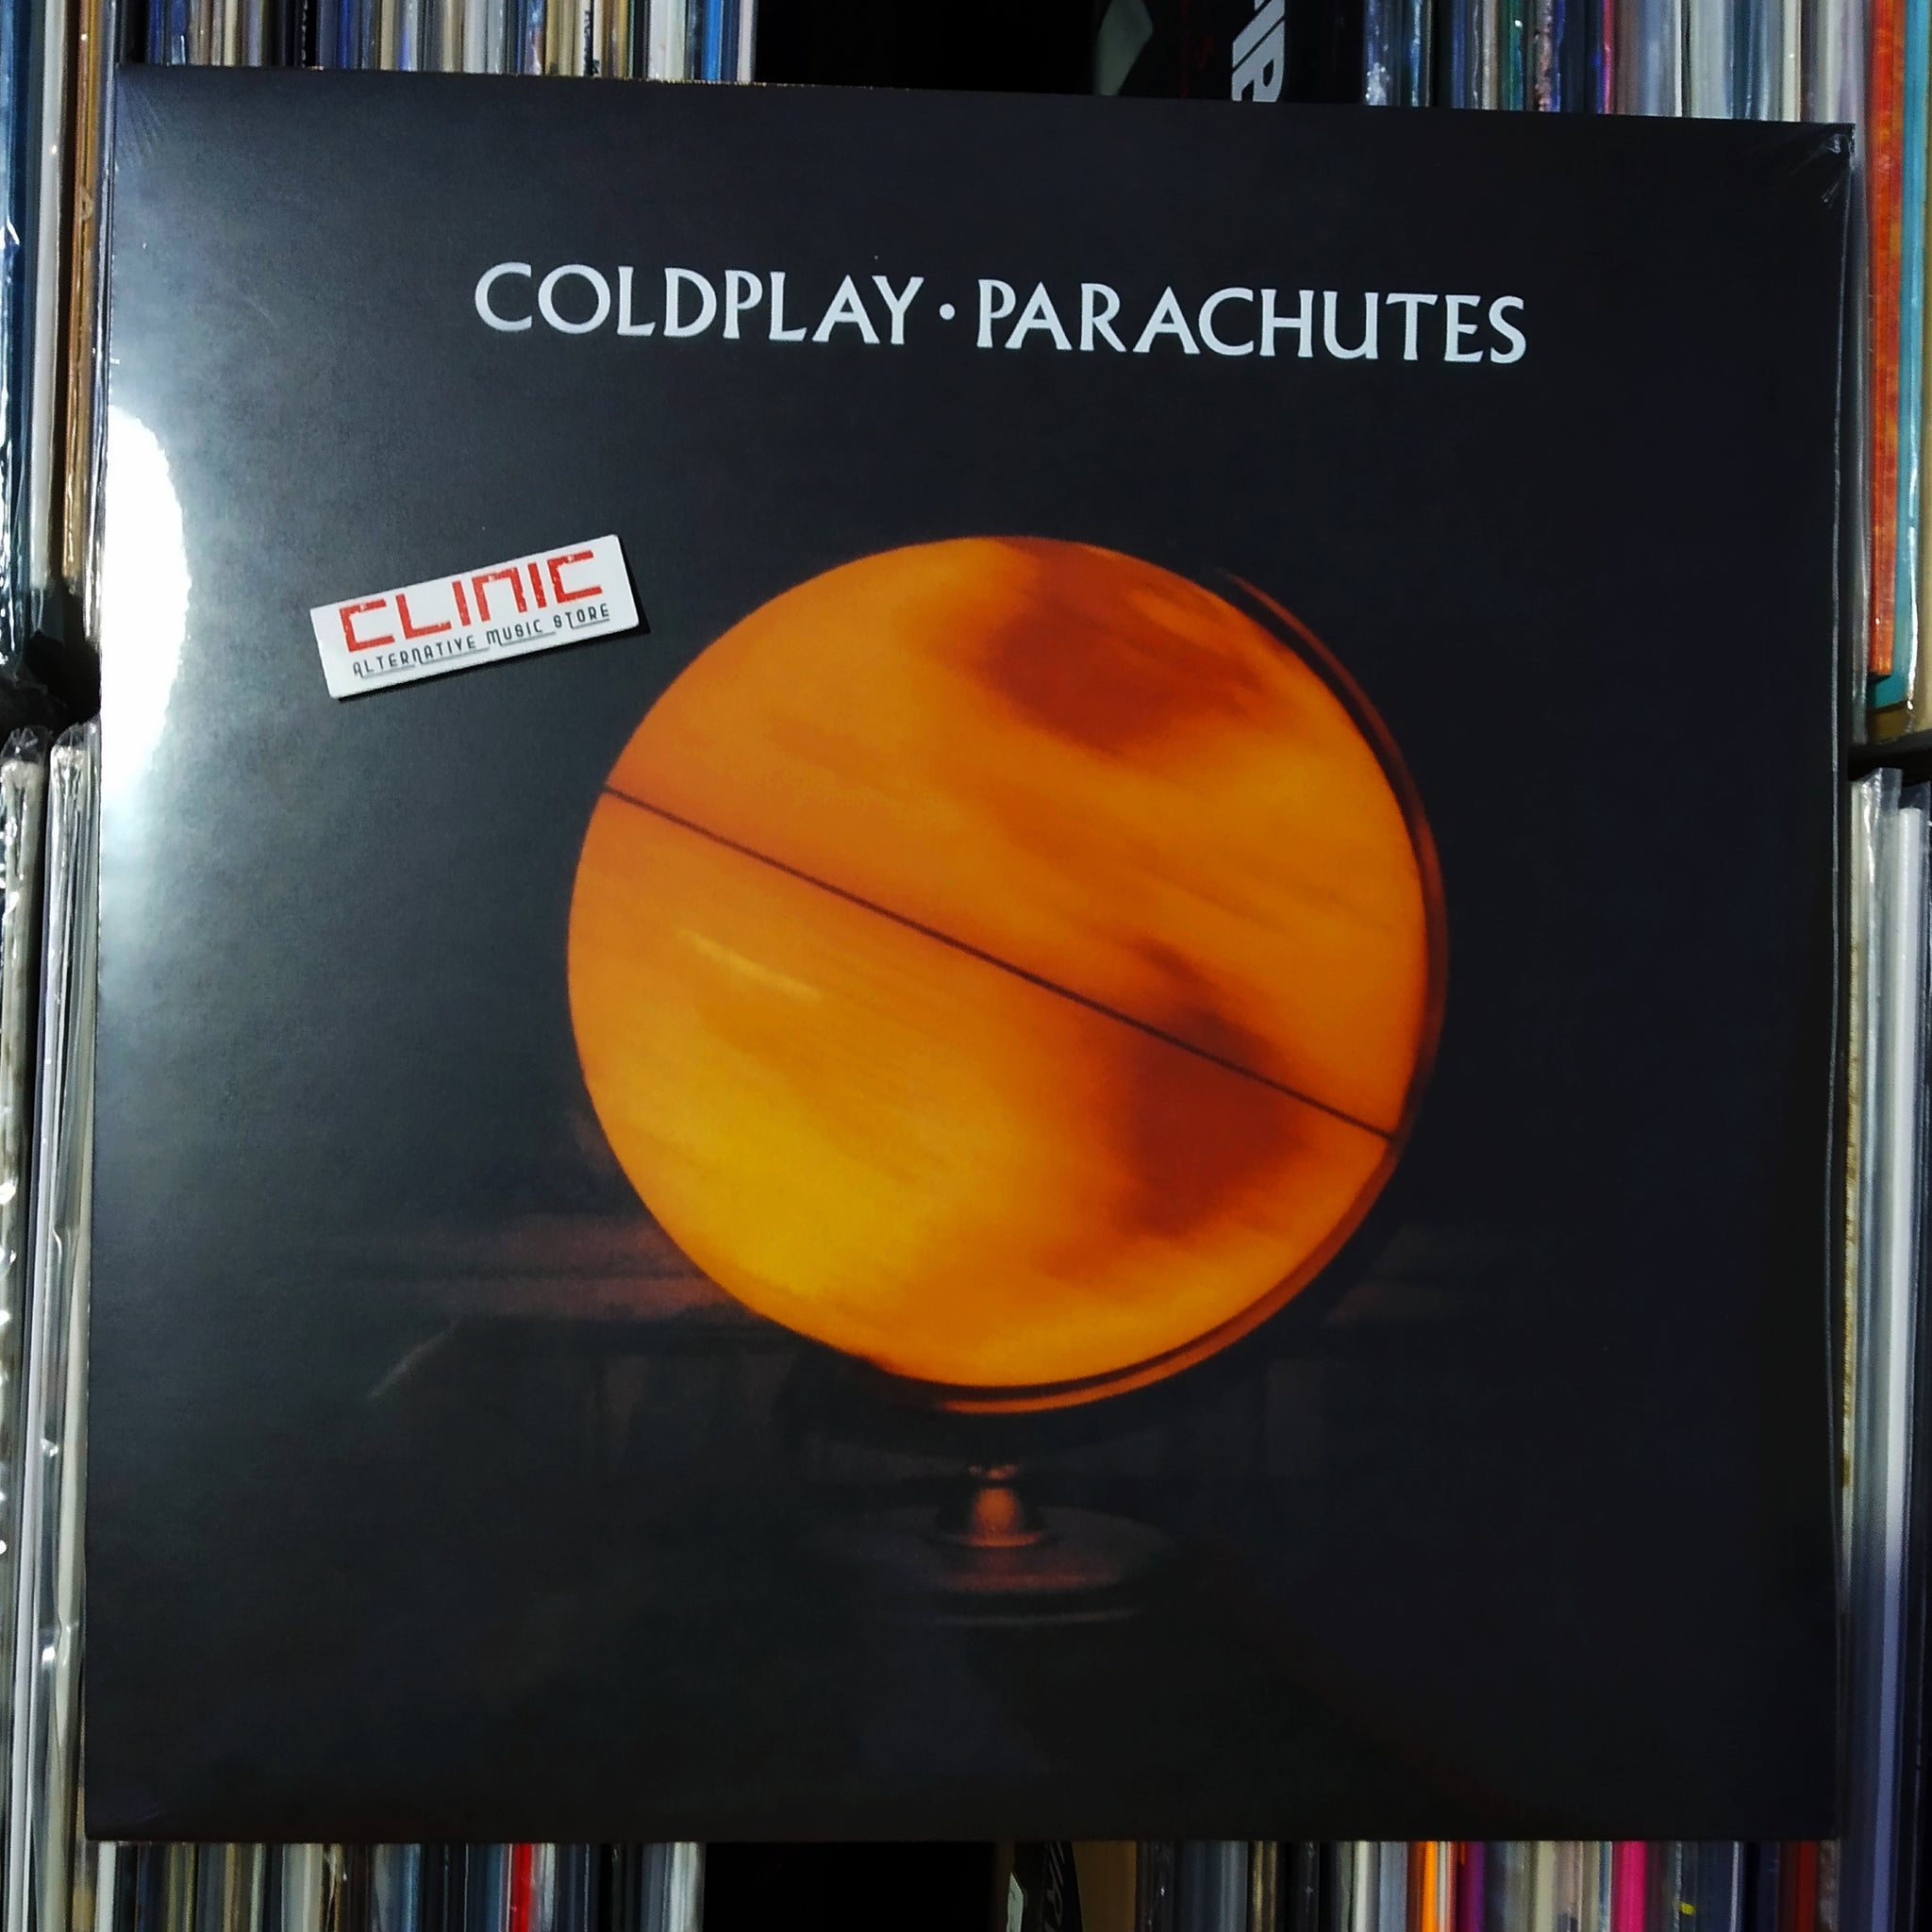 COLDPLAY · PARACHUTES
CLINIC
ALTERNATIVE MUSIC STORE